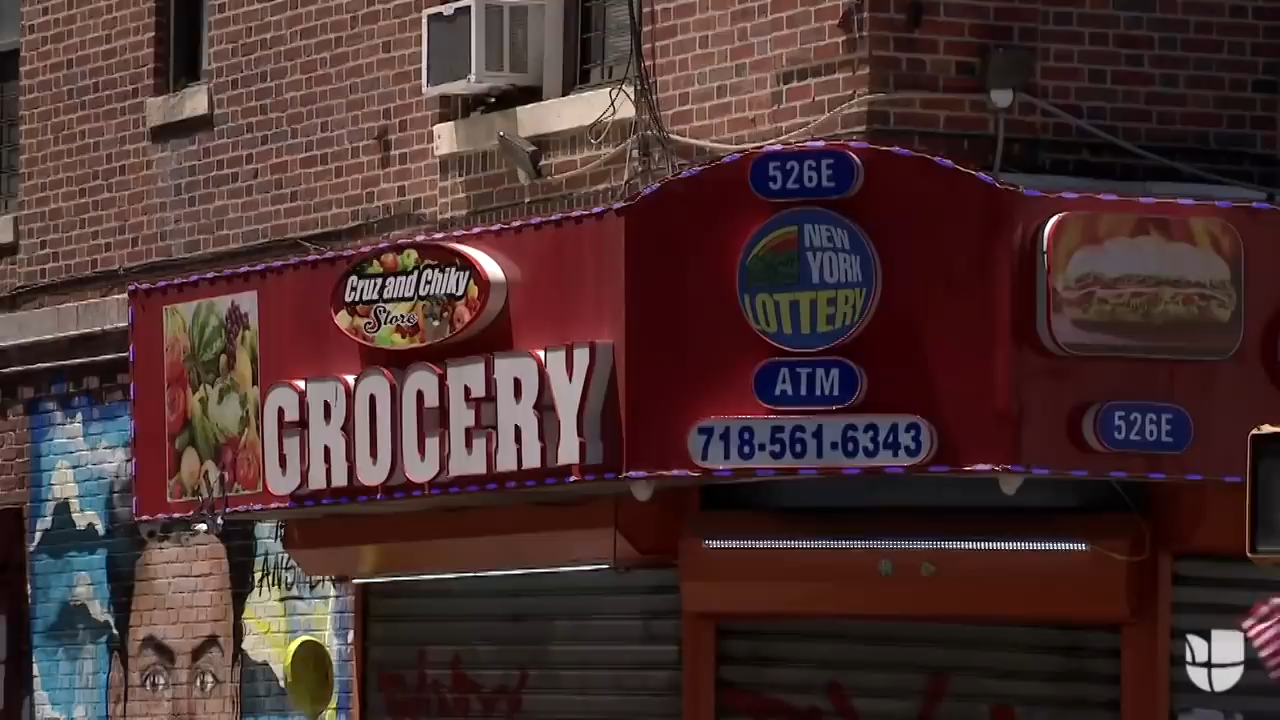 Cruz and Chiky
Store
GROCERY
526E
NEW
YORK
LOTTERY
ATM
718-561-6343
526E